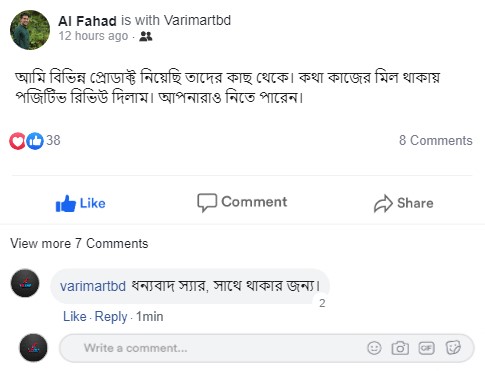 Al Fahad is with Varimartbd
12 hours ago ·
আমি বিভিন্ন প্রোডাক্ট নিয়েছি তাদের কাছ থেকে। কথা কাজের মিল থাকায়
পজিটিভ রিভিউ দিলাম। আপনারাও নিতে পারেন।
38
8 Comments
Like
Comment
Share
View more 7 Comments
varimartbd ধন্যবাদ স্যার, সাথে থাকার জন্য।
2
Like · Reply · 1min
Write a comment...
GIF